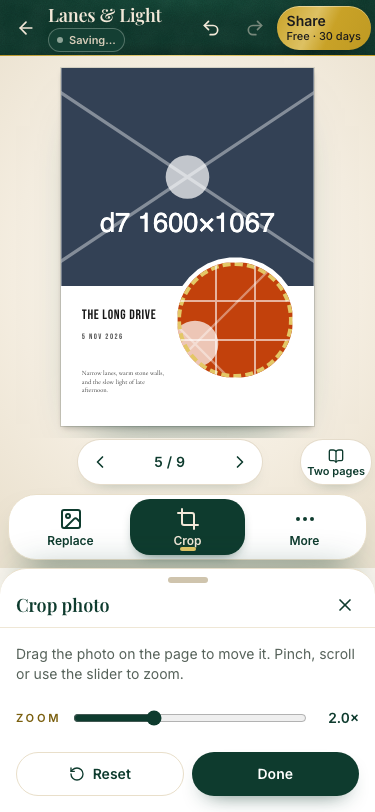 Lanes & Light
Saving...
Share
Free · 30 days
d7 1600×1067
THE LONG DRIVE
5 NOV 2026
Narrow lanes, warm stone walls,
and the slow light of late
afternoon.
5 / 9
Two pages
Replace
Crop
More
Crop photo
Drag the photo on the page to move it. Pinch, scroll
or use the slider to zoom.
ZOOM
2.0×
Reset
Done